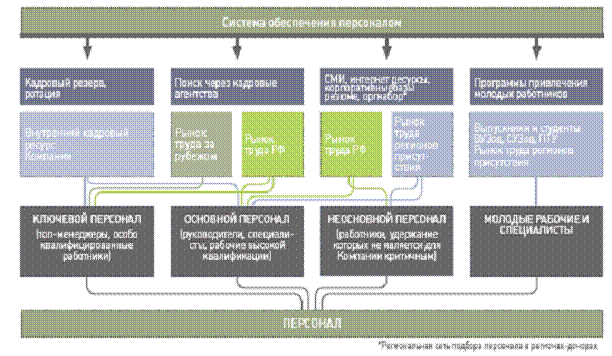 Система обеспечения персоналом
Кадровый резерв,
ротация
Поиск через кадровые
агентства
СМИ, интернет ресурсы,
корпоративные базы
резюме, оргнабор*
Программы привлечения
молодых работников
Внутренний кадровый
ресурс
Компании
Рынок
труда за
рубежом
Рынок
труда РФ
Рынок
труда РФ
Рынок
труда
регионов
присут-
ствия
Выпускники и студенты
ВУЗов, СУЗов, ПТУ
Рынок труда регионов
присутствия
КЛЮЧЕВОЙ ПЕРСОНАЛ
(топ-менеджеры, особо
квалифицированные
работники)
ОСНОВНОЙ ПЕРСОНАЛ
(руководители, специали-
сты, рабочие высокой
квалификации)
НЕОСНОВНОЙ ПЕРСОНАЛ
(работники, удержание
которых не является для
Компании критичным)
МОЛОДЫЕ РАБОЧИЕ И
СПЕЦИАЛИСТЫ
ПЕРСОНАЛ
*Региональная сеть подбора персонала в регионах-донорах